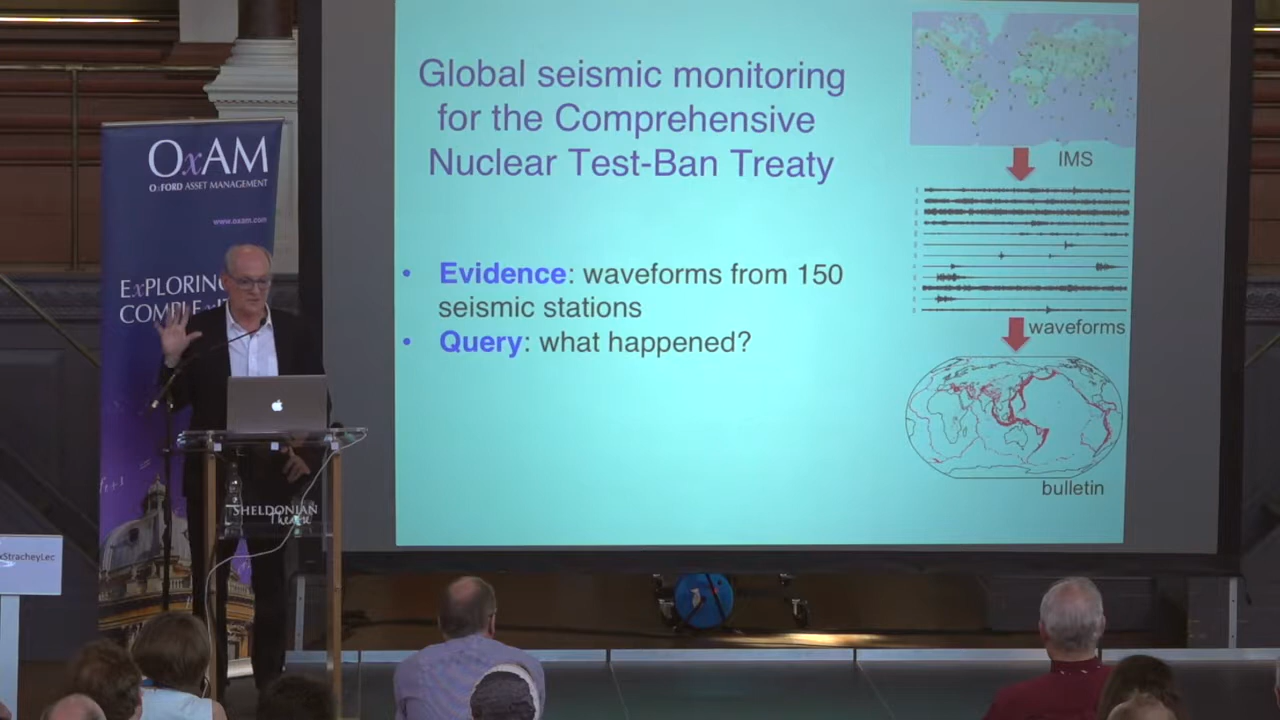 Global seismic monitoring
for the Comprehensive
Nuclear Test-Ban Treaty
• Evidence: waveforms from 150
seismic stations
• Query: what happened?
IMS
waveforms
bulletin
OxAM
OxFORD ASSET MANAGEMENT
www.oxam.com
ExPLORING
SHELDONIAN
Theatre
xStracheyLec